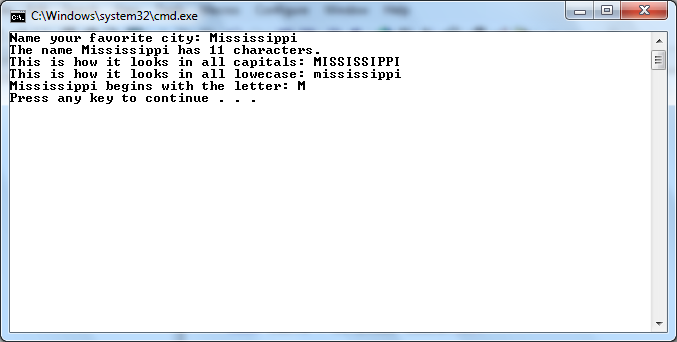 C:\Windows\system32\cmd.exe
Name your favorite city: Mississippi
The name Mississippi has 11 characters.
This is how it looks in all capitals: MISSISSIPPI
This is how it looks in all lowecase: mississippi
Mississippi begins with the letter: M
Press any key to continue . . .